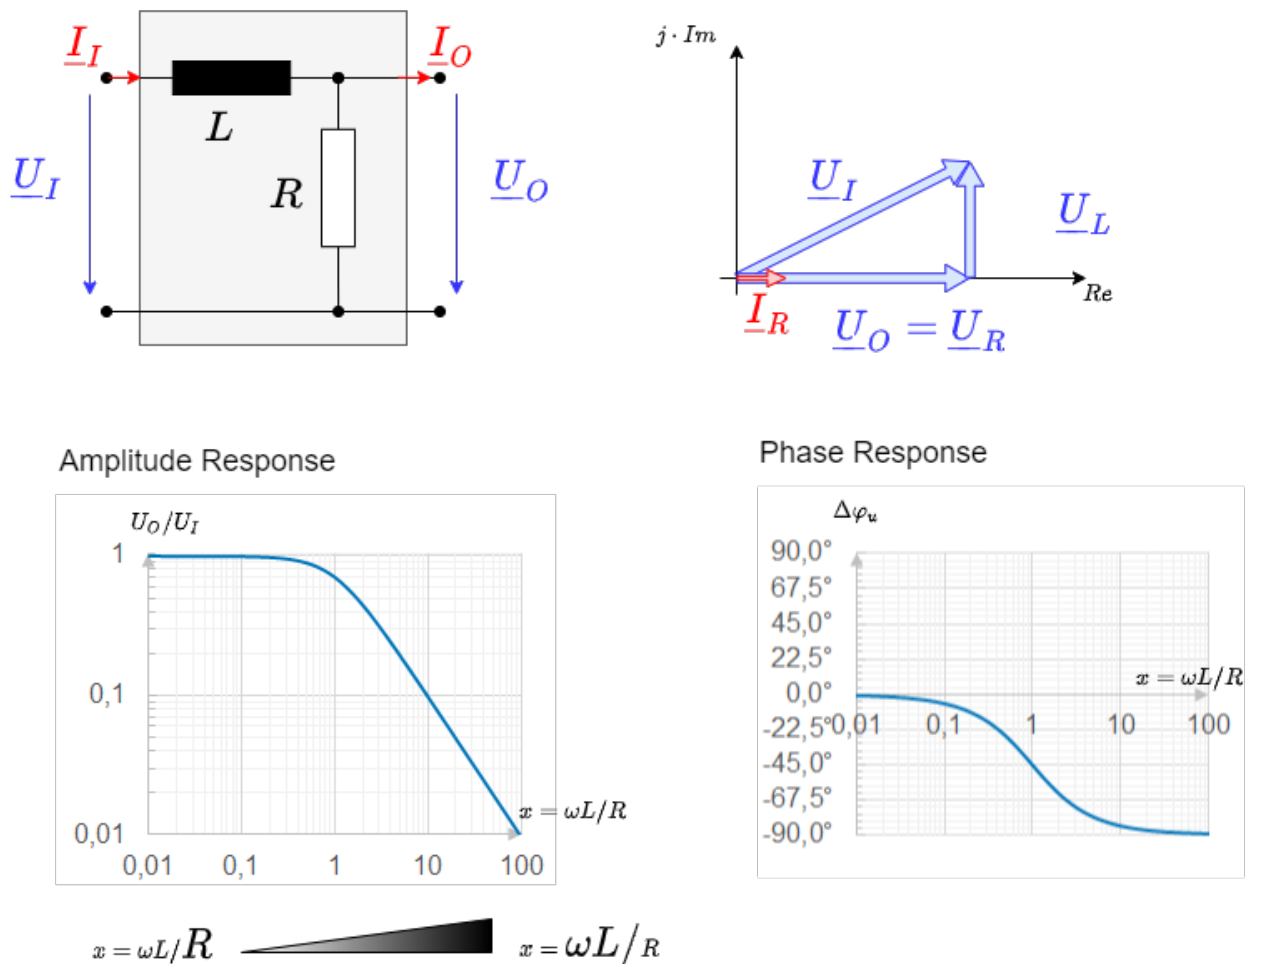 I_I
I_O
L
U_I
R
U_O
j · Im
U_I
U_L
Re
I_R
U_O = U_R
Amplitude Response
U_O/U_I
1
0,1
0,01
x = ωL/R
0,01 0,1 1 10 100
Phase Response
Δφ_u
90,0°
67,5°
45,0°
22,5°
x = ωL/R
0,0°
-22,5° 0,01 0,1 1 10 100
-45,0°
-67,5°
-90,0°
x = ωL/R
x = ωL/R